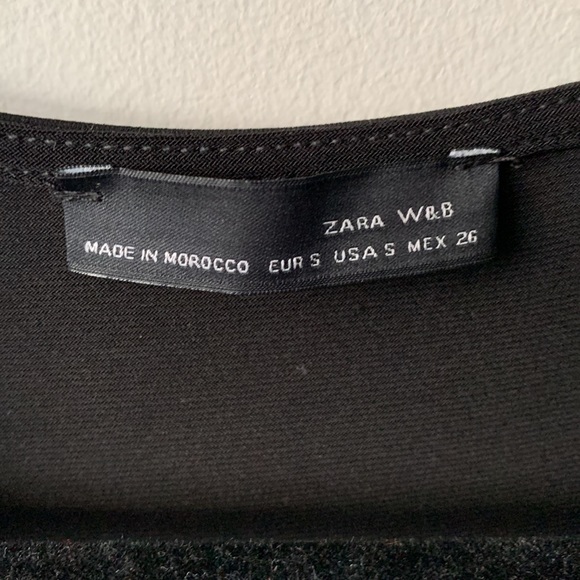 ZARA W&B
MADE IN MOROCCO EUR S USA S MEX 26